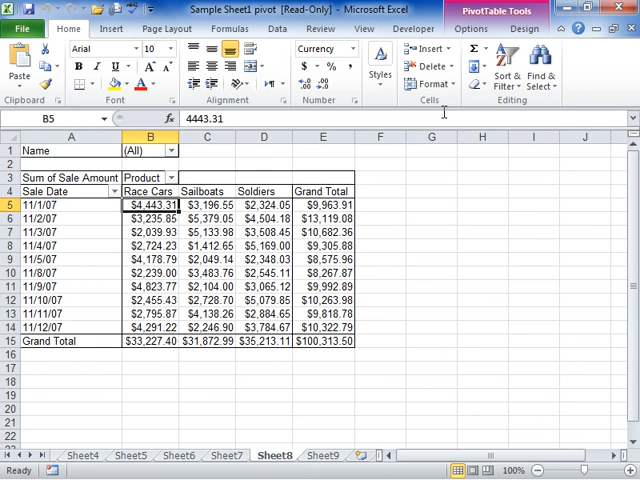 Sample Sheet1 pivot [Read-Only] - Microsoft Excel
PivotTable Tools
File Home Insert Page Layout Formulas Data Review View Developer Options Design
Paste
Arial 10
Currency
Styles
Insert
Delete
Format
Sort & Filter
Find & Select
Clipboard Font Alignment Number Cells Editing
B5 fx 4443.31
A B C D E F G H I J
1 Name (All)
2
3 Sum of Sale Amount Product
4 Sale Date Race Cars Sailboats Soldiers Grand Total
5 11/1/07 $4,443.31 $3,196.55 $2,324.05 $9,963.91
6 11/2/07 $3,235.85 $5,379.05 $4,504.18 $13,119.08
7 11/3/07 $2,039.93 $5,133.98 $3,508.45 $10,682.36
8 11/4/07 $2,724.23 $1,412.65 $5,169.00 $9,305.88
9 11/5/07 $4,178.79 $2,049.14 $2,348.03 $8,575.96
10 11/8/07 $2,239.00 $3,483.76 $2,545.11 $8,267.87
11 11/9/07 $4,823.77 $2,104.00 $3,065.12 $9,992.89
12 11/10/07 $2,455.43 $2,728.70 $5,079.85 $10,263.98
13 11/11/07 $2,795.87 $4,138.26 $2,884.65 $9,818.78
14 11/12/07 $4,291.22 $2,246.90 $3,784.67 $10,322.79
15 Grand Total $33,227.40 $31,872.99 $35,213.11 $100,313.50
16
17
18
19
20
21
22
Sheet4 Sheet5 Sheet6 Sheet7 Sheet8 Sheet9
Ready 100%